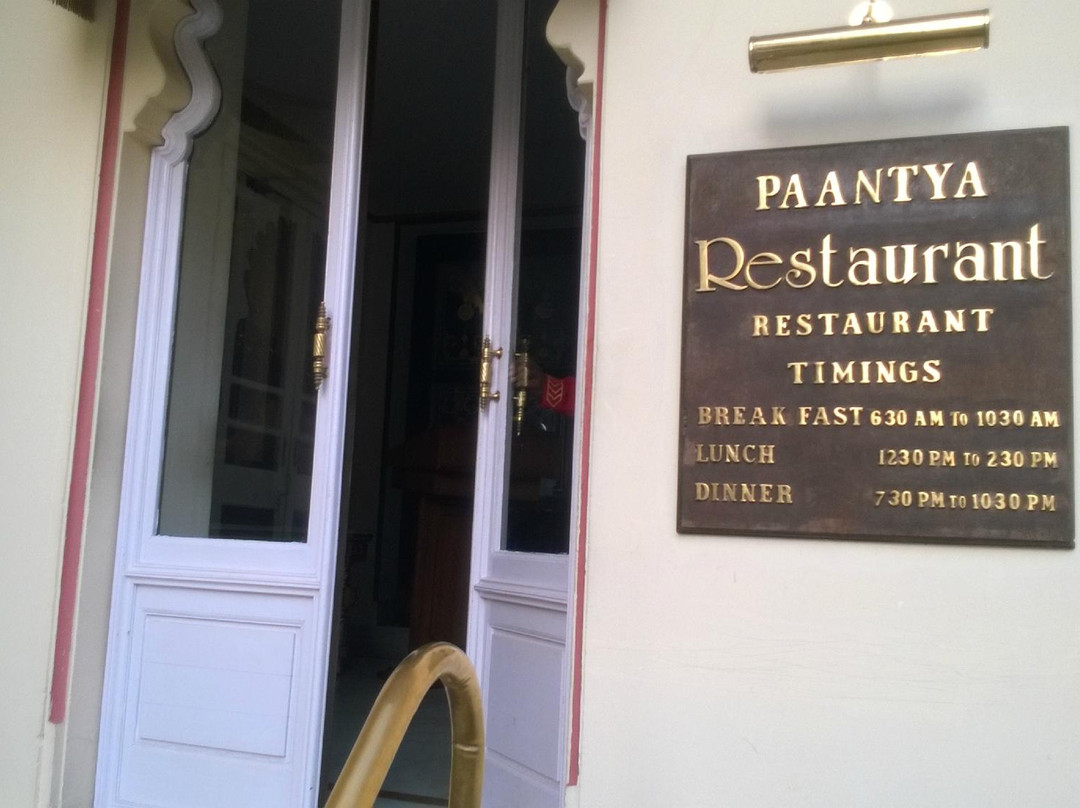 PAANTYA
Restaurant
RESTAURANT
TIMINGS
BREAK FAST 630 AM TO 1030 AM
LUNCH 1230 PM TO 230 PM
DINNER 730 PM TO 1030 PM